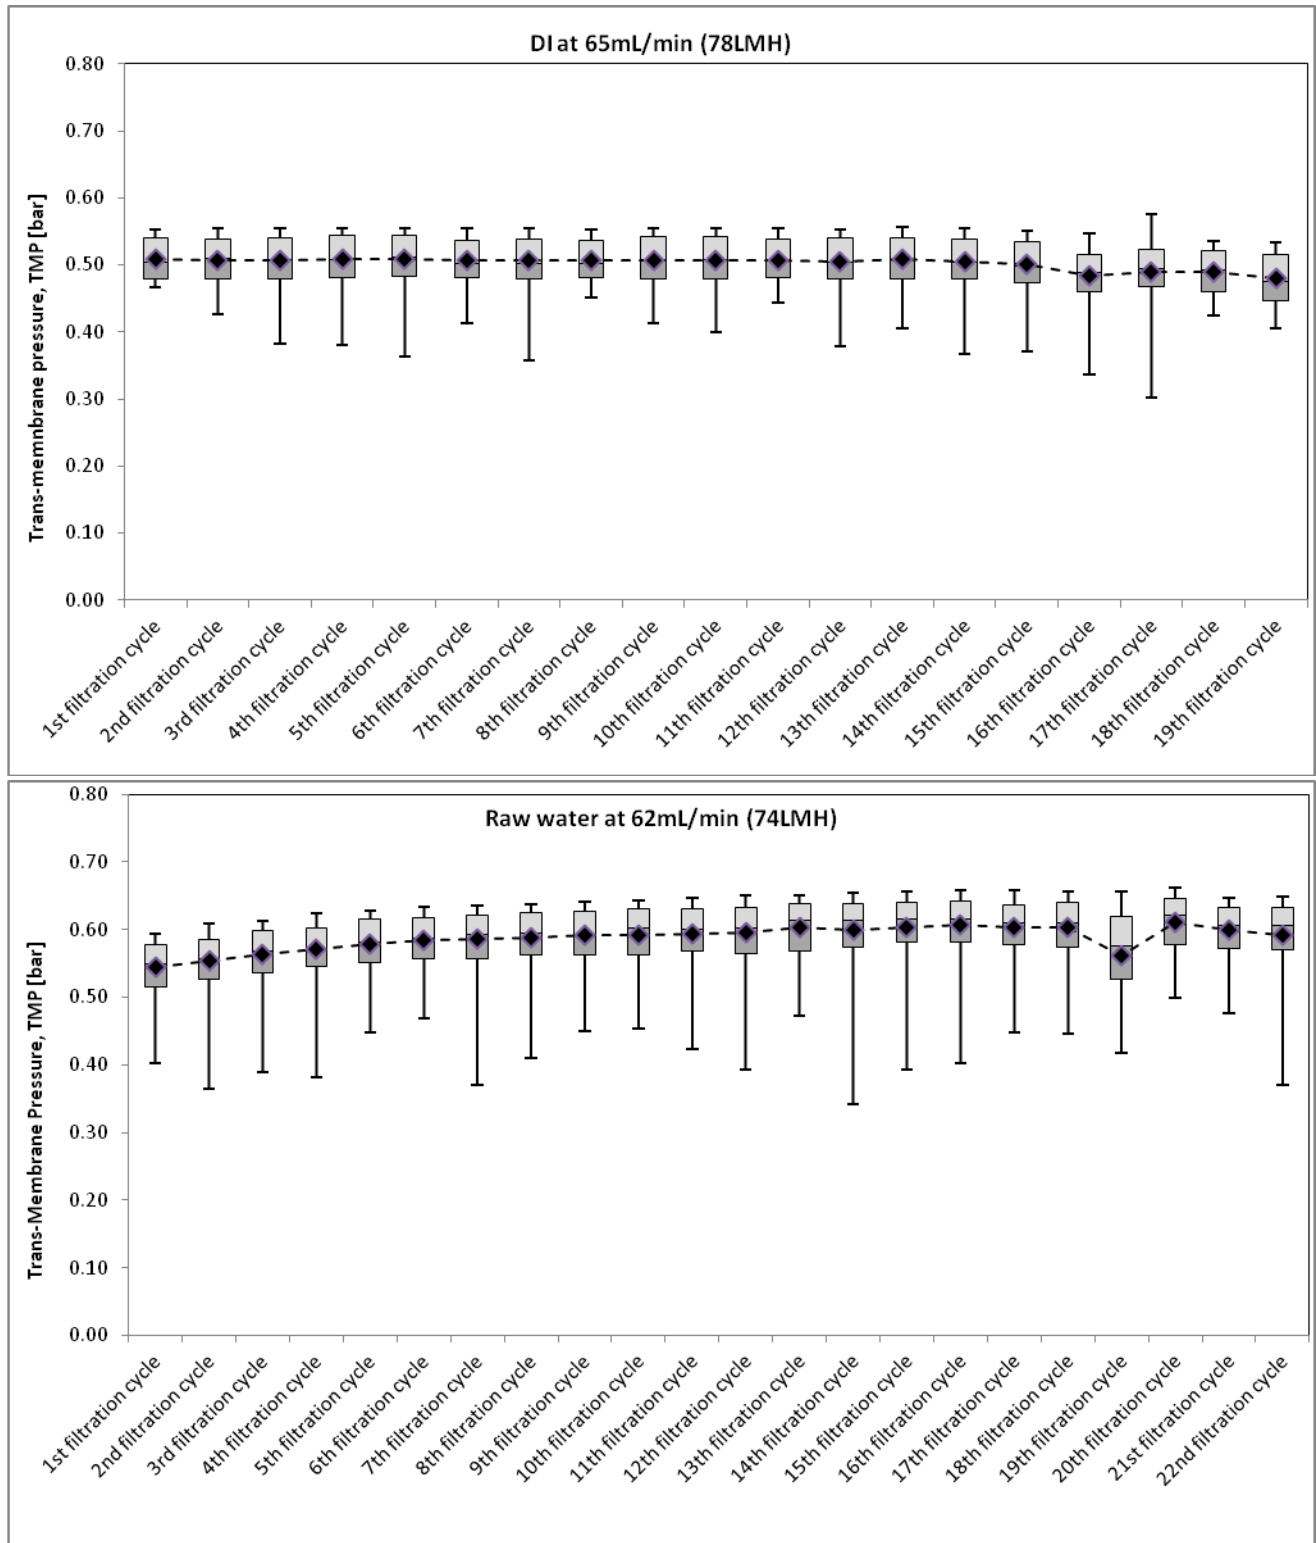 DI at 65mL/min (78LMH)
Trans-memnbrane pressure, TMP [bar]
0.80
0.70
0.60
0.50
0.40
0.30
0.20
0.10
0.00
1st filtration cycle
2nd filtration cycle
3rd filtration cycle
4th filtration cycle
5th filtration cycle
6th filtration cycle
7th filtration cycle
8th filtration cycle
9th filtration cycle
10th filtration cycle
11th filtration cycle
12th filtration cycle
13th filtration cycle
14th filtration cycle
15th filtration cycle
16th filtration cycle
17th filtration cycle
18th filtration cycle
19th filtration cycle
Raw water at 62mL/min (74LMH)
Trans-Membrane Pressure, TMP [bar]
0.80
0.70
0.60
0.50
0.40
0.30
0.20
0.10
0.00
1st filtration cycle
2nd filtration cycle
3rd filtration cycle
4th filtration cycle
5th filtration cycle
6th filtration cycle
7th filtration cycle
8th filtration cycle
9th filtration cycle
10th filtration cycle
11th filtration cycle
12th filtration cycle
13th filtration cycle
14th filtration cycle
15th filtration cycle
16th filtration cycle
17th filtration cycle
18th filtration cycle
19th filtration cycle
20th filtration cycle
21st filtration cycle
22nd filtration cycle